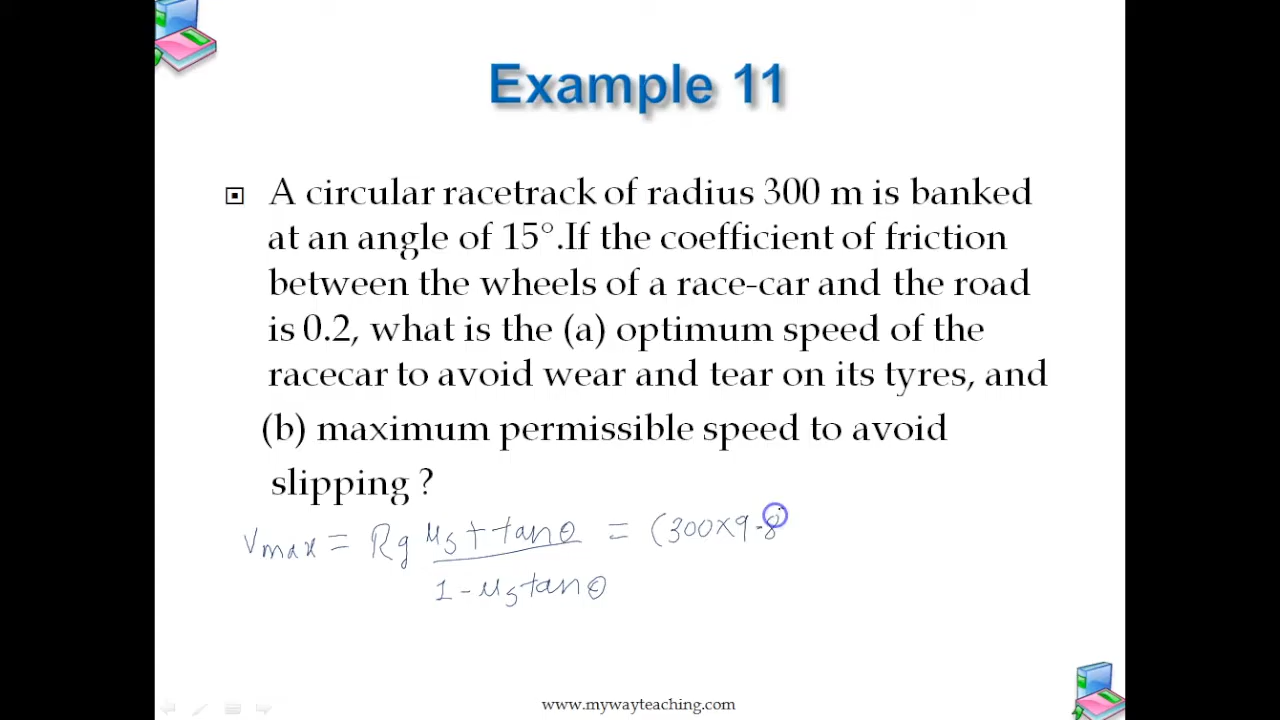 Example 11
A circular racetrack of radius 300 m is banked
at an angle of 15°.If the coefficient of friction
between the wheels of a race-car and the road
is 0.2, what is the (a) optimum speed of the
racecar to avoid wear and tear on its tyres, and
(b) maximum permissible speed to avoid
slipping ?
Vmax = Rg μs + tanθ = (300×9.8
1 - μs tanθ
www.mywayteaching.com